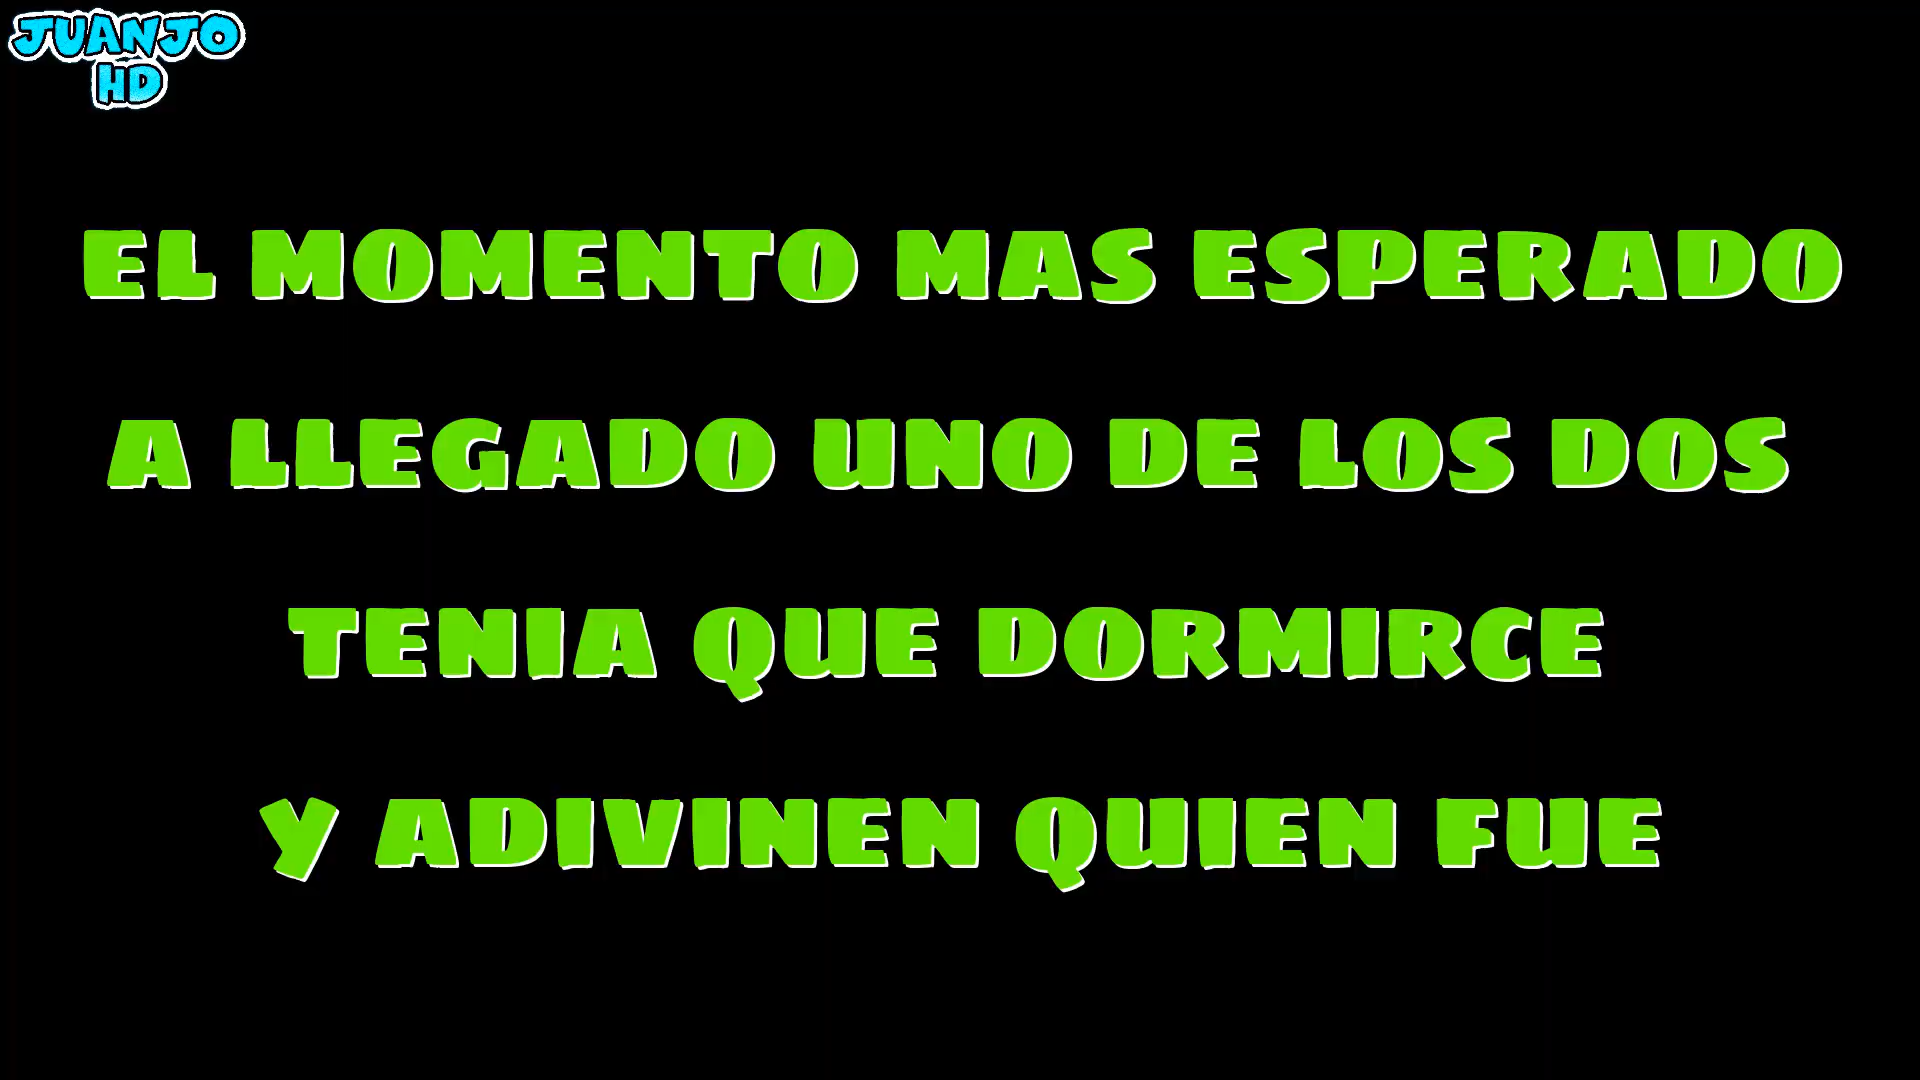 JUANJO
HD
EL MOMENTO MAS ESPERADO
A LLEGADO UNO DE LOS DOS
TENIA QUE DORMIRCE
Y ADIVINEN QUIEN FUE